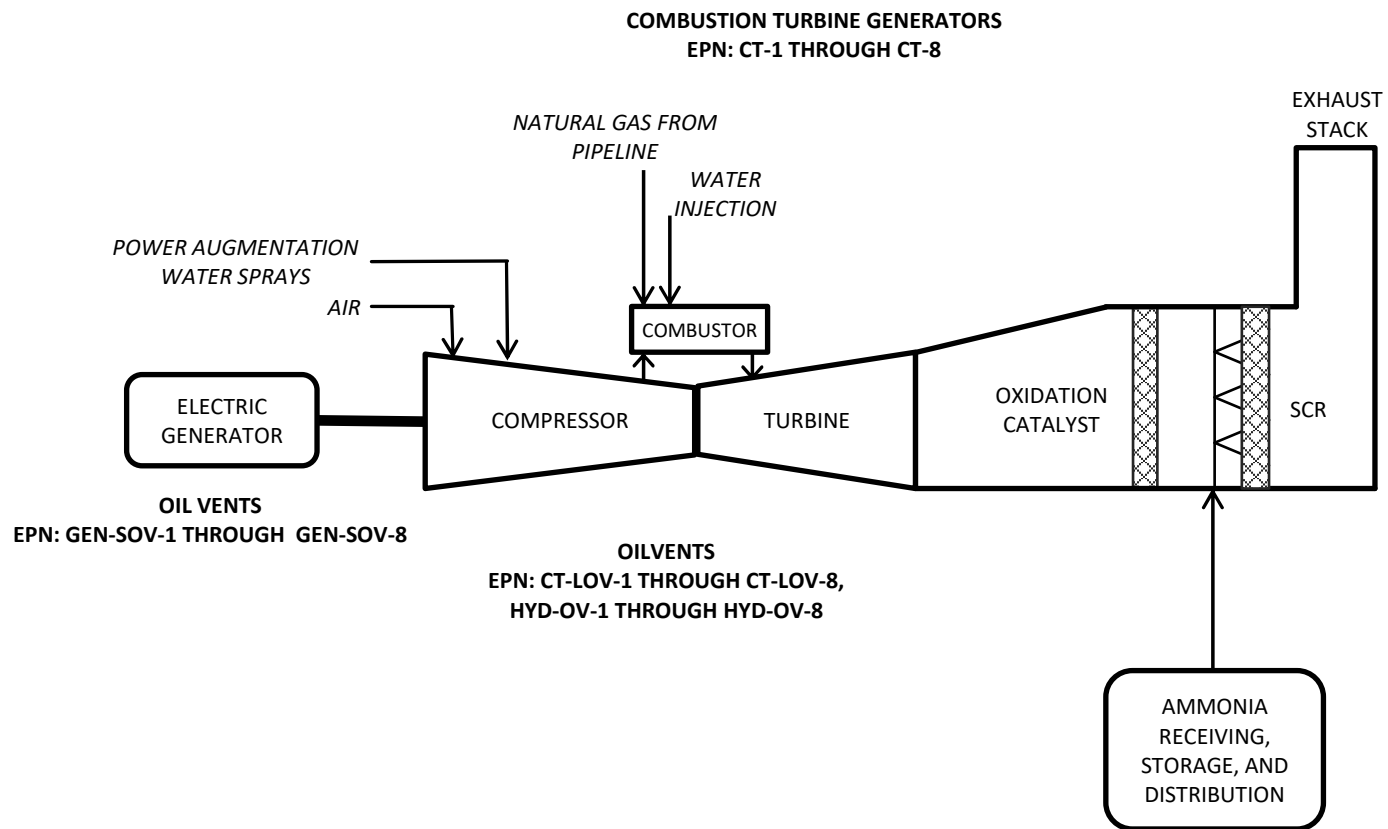 COMBUSTION TURBINE GENERATORS
EPN: CT-1 THROUGH CT-8
EXHAUST
STACK
NATURAL GAS FROM
PIPELINE
WATER
INJECTION
POWER AUGMENTATION
WATER SPRAYS
AIR
COMBUSTOR
ELECTRIC
GENERATOR
COMPRESSOR
TURBINE
OXIDATION
CATALYST
SCR
OIL VENTS
EPN: GEN-SOV-1 THROUGH GEN-SOV-8
OILVENTS
EPN: CT-LOV-1 THROUGH CT-LOV-8,
HYD-OV-1 THROUGH HYD-OV-8
AMMONIA
RECEIVING,
STORAGE, AND
DISTRIBUTION